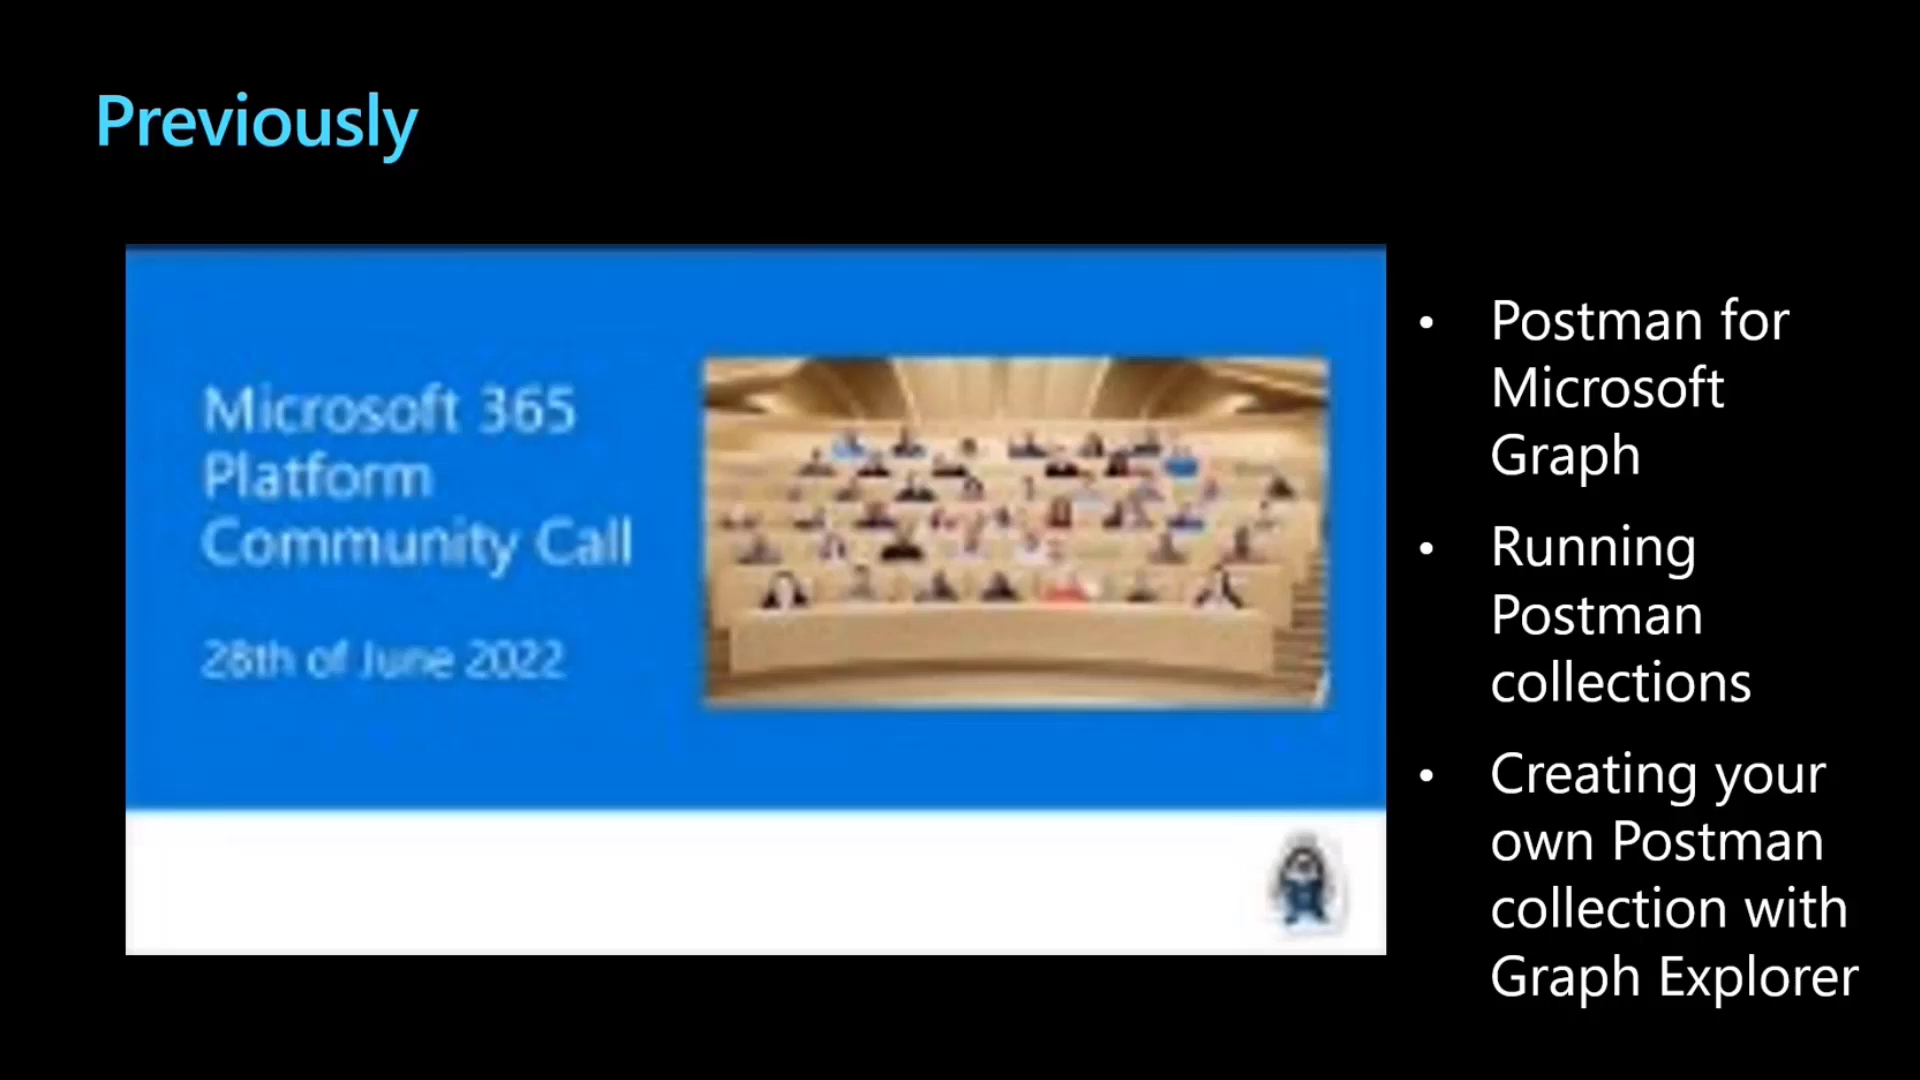 Previously
Microsoft 365
Platform
Community Call
28th of June 2022
• Postman for
Microsoft
Graph
• Running
Postman
collections
• Creating your
own Postman
collection with
Graph Explorer